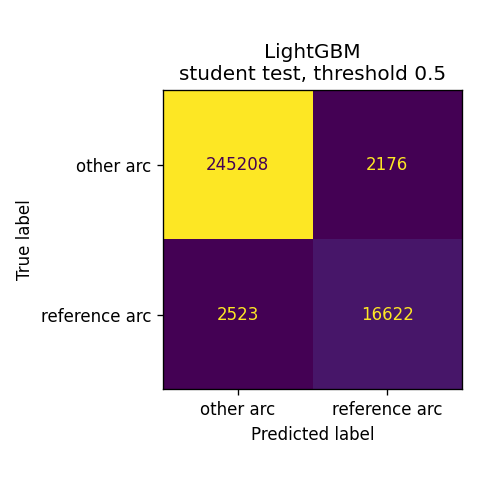 LightGBM
student test, threshold 0.5
True label
other arc
245208 2176
reference arc
2523 16622
other arc reference arc
Predicted label